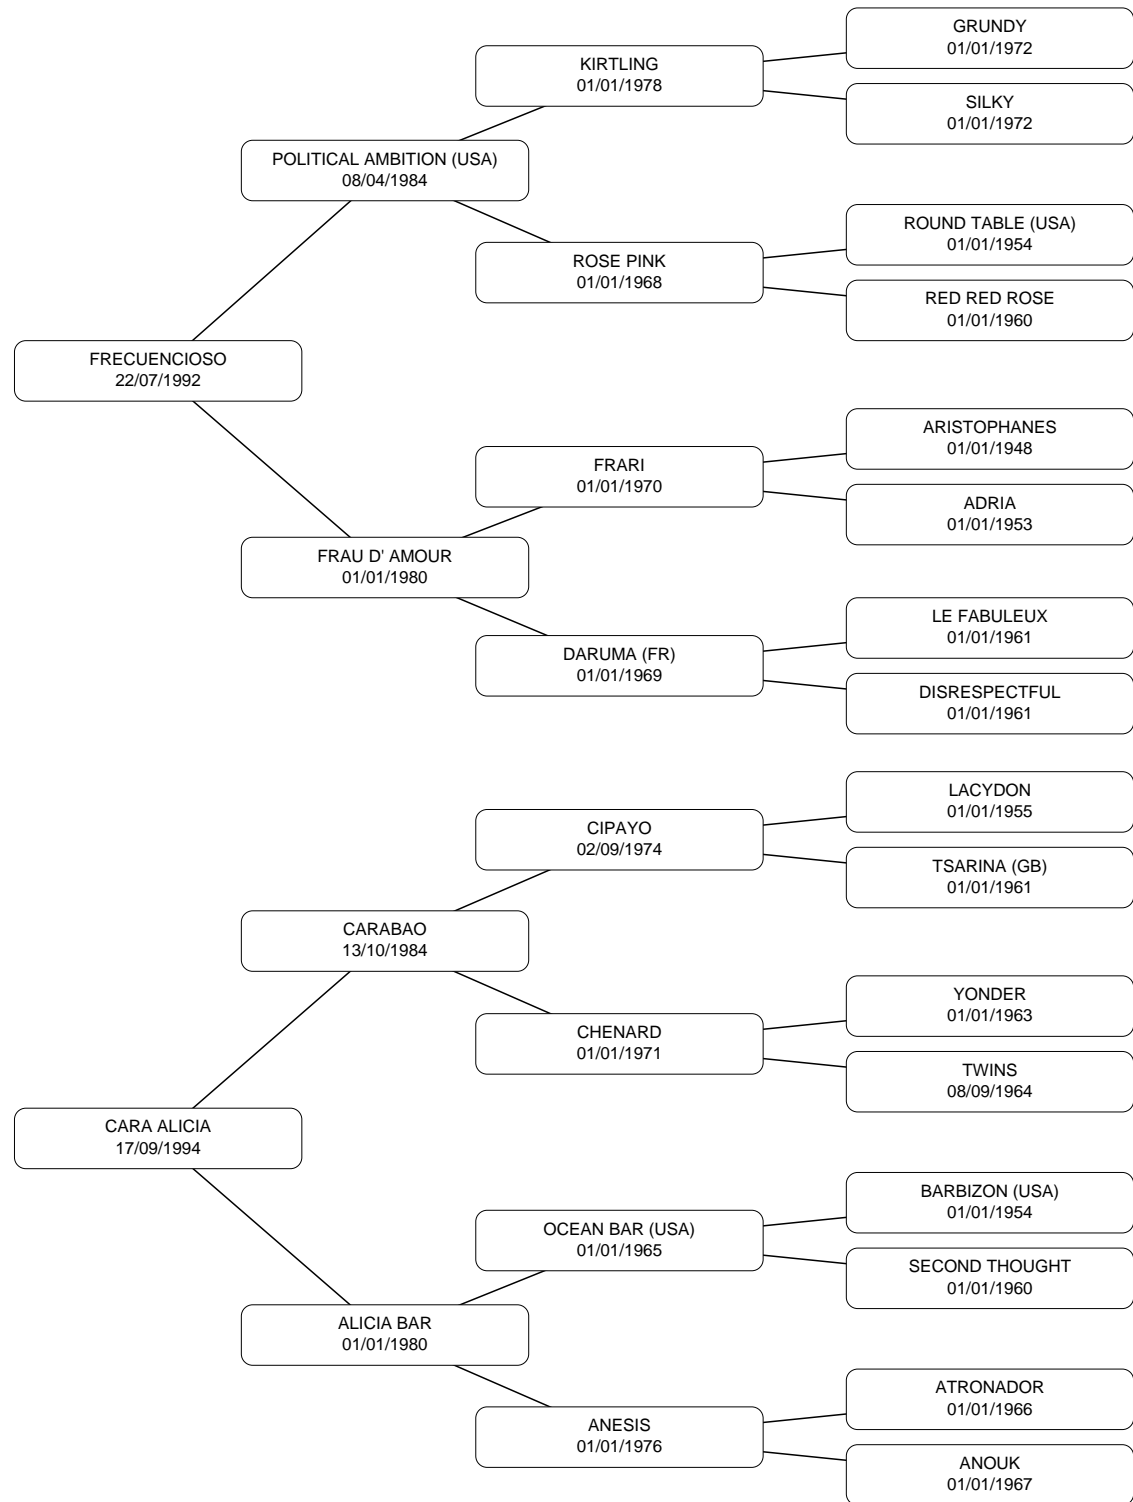 GRUNDY
01/01/1972
KIRTLING
01/01/1978
SILKY
01/01/1972
POLITICAL AMBITION (USA)
08/04/1984
ROUND TABLE (USA)
01/01/1954
ROSE PINK
01/01/1968
RED RED ROSE
01/01/1960
FRECUENCIOSO
22/07/1992
ARISTOPHANES
01/01/1948
FRARI
01/01/1970
ADRIA
01/01/1953
FRAU D' AMOUR
01/01/1980
LE FABULEUX
01/01/1961
DARUMA (FR)
01/01/1969
DISRESPECTFUL
01/01/1961
LACYDON
01/01/1955
CIPAYO
02/09/1974
TSARINA (GB)
01/01/1961
CARABAO
13/10/1984
YONDER
01/01/1963
CHENARD
01/01/1971
TWINS
08/09/1964
CARA ALICIA
17/09/1994
BARBIZON (USA)
01/01/1954
OCEAN BAR (USA)
01/01/1965
SECOND THOUGHT
01/01/1960
ALICIA BAR
01/01/1980
ATRONADOR
01/01/1966
ANESIS
01/01/1976
ANOUK
01/01/1967